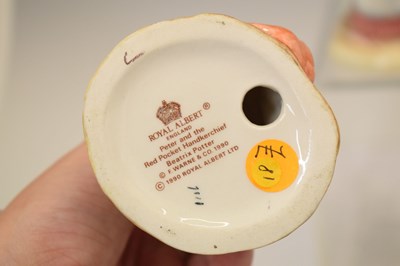 ROYAL ALBERT ®
ENGLAND
Peter and the
Red Pocket Handkerchief
Beatrix Potter
© F. WARNE & CO. 1990
© 1990 ROYAL ALBERT LTD